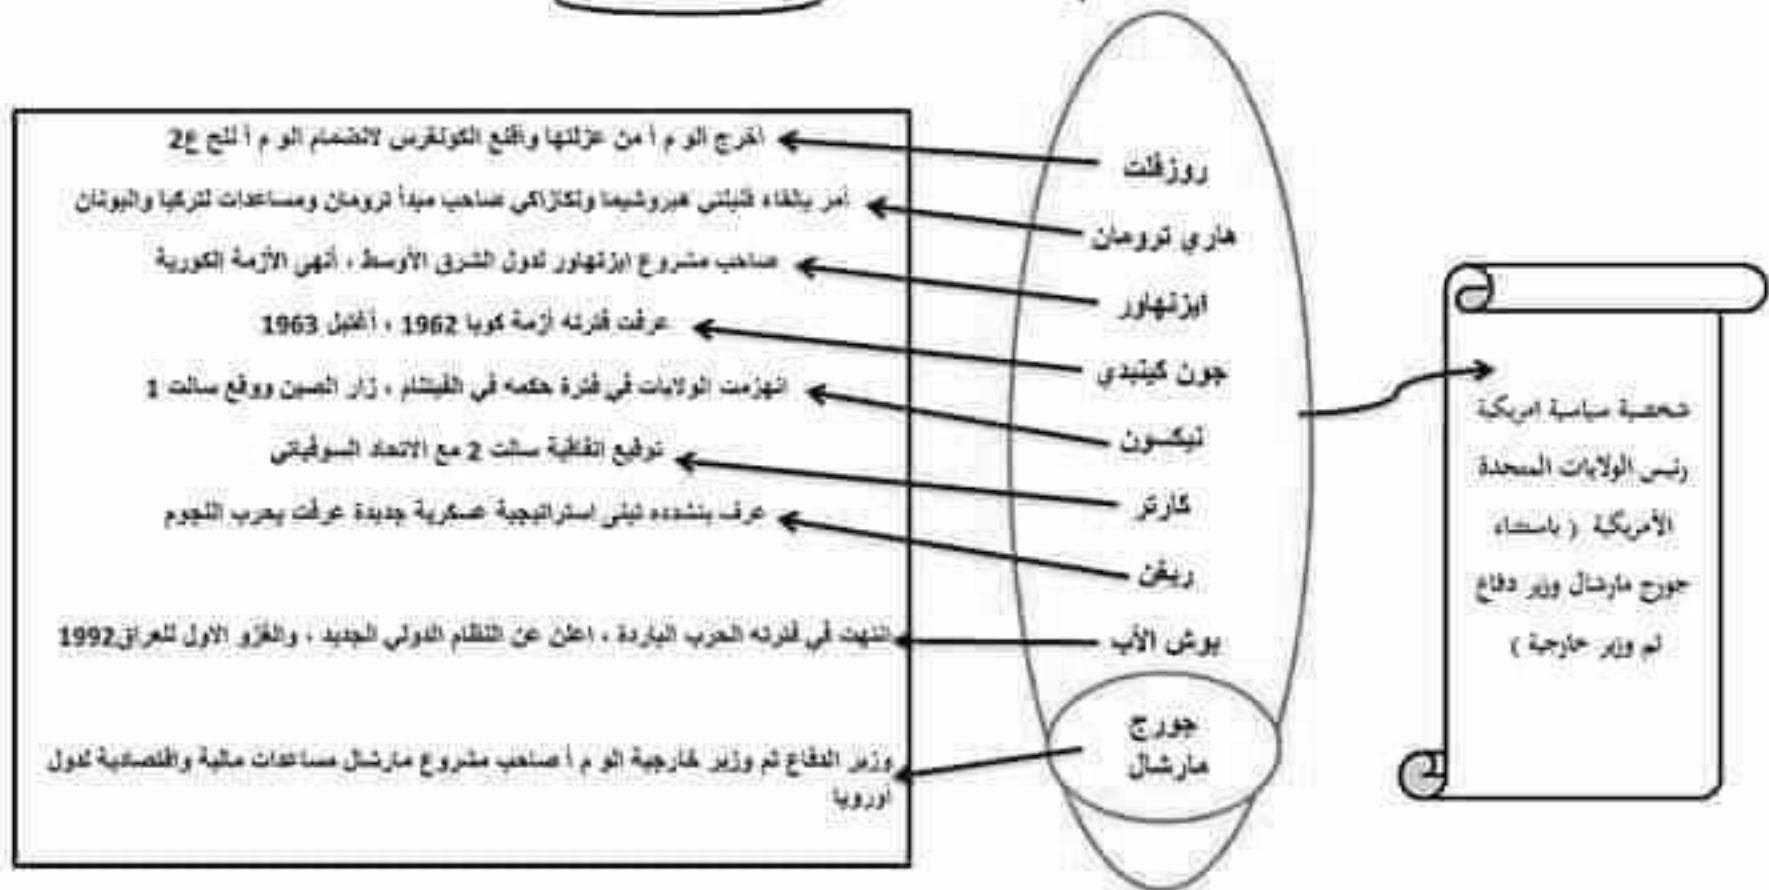 شخصية سياسية امريكية
رئيس الولايات المتحدة
الأمريكية ( باستثناء
جورج مارشال وزير دفاع
ثم وزير خارجية )
روزفلت
أخرج الو م أ من عزلتها وأقنع الكونغرس لانضمام الو م أ للح ع2
هاري ترومان
أمر بإلقاء قنبلتي هيروشيما ونكازاكي صاحب مبدأ ترومان ومساعدات لتركيا واليونان
ايزنهاور
صاحب مشروع ايزنهاور لدول الشرق الأوسط ، أنهى الأزمة الكورية
جون كينيدي
عرفت فترته أزمة كوبا 1962 ، أغتيل 1963
نيكسون
انهزمت الولايات في فترة حكمه في الفيتنام ، زار الصين ووقع سالت 1
كارتر
توقيع اتفاقية سالت 2 مع الاتحاد السوفياتي
ريغن
عرف بتشدده تبنى استراتيجية عسكرية جديدة عرفت بحرب النجوم
بوش الأب
انتهت في فترته الحرب الباردة ، اعلن عن النظام الدولي الجديد ، والغزو الاول للعراق1992
جورج
مارشال
وزير الدفاع ثم وزير خارجية الو م أ صاحب مشروع مارشال مساعدات مالية واقتصادية لدول
اوروبا